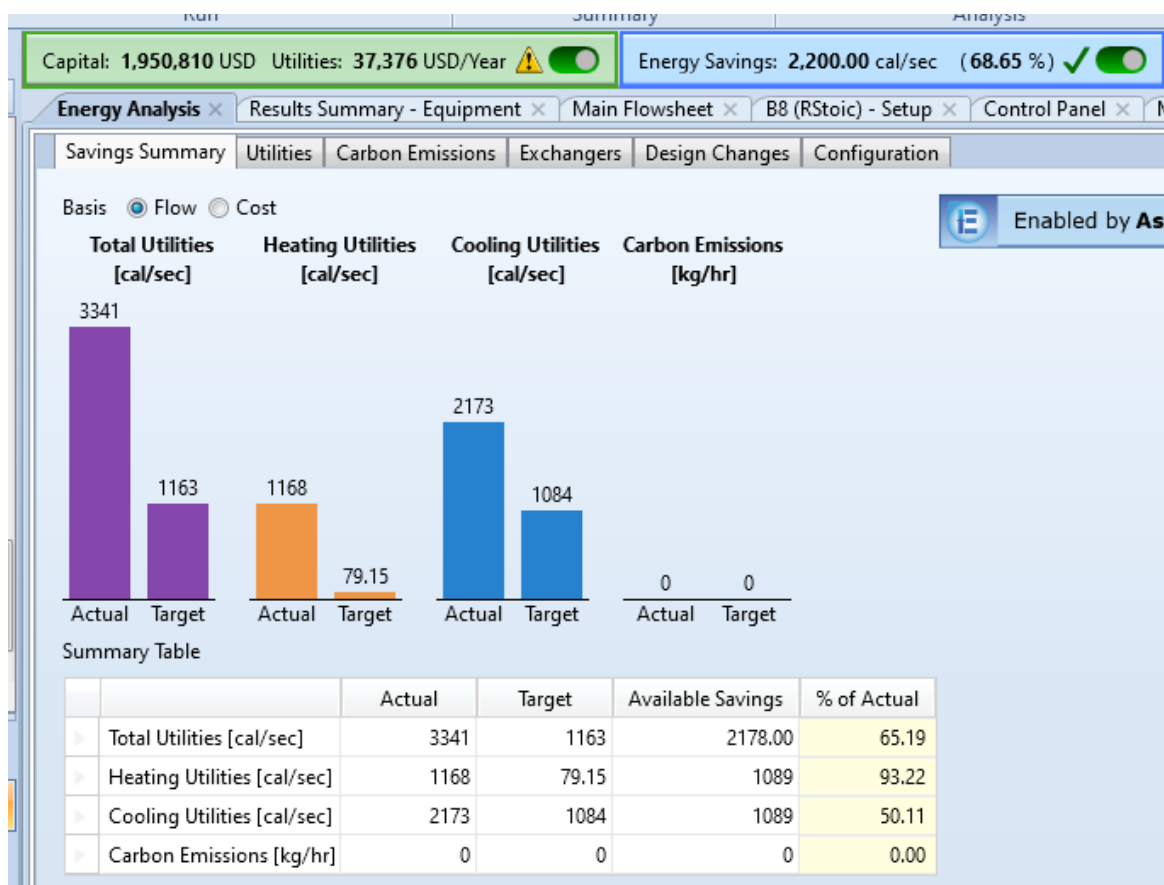 Run Summary Analysis
Capital: 1,950,810 USD Utilities: 37,376 USD/Year Energy Savings: 2,200.00 cal/sec (68.65 %)
Energy Analysis Results Summary - Equipment Main Flowsheet B8 (RStoic) - Setup Control Panel
Savings Summary Utilities Carbon Emissions Exchangers Design Changes Configuration
Basis Flow Cost
Enabled by As
Total Utilities Heating Utilities Cooling Utilities Carbon Emissions
[cal/sec] [cal/sec] [cal/sec] [kg/hr]
3341
2173
1163 1168 1084
79.15 0 0
Actual Target Actual Target Actual Target Actual Target
Summary Table
Actual Target Available Savings % of Actual
Total Utilities [cal/sec] 3341 1163 2178.00 65.19
Heating Utilities [cal/sec] 1168 79.15 1089 93.22
Cooling Utilities [cal/sec] 2173 1084 1089 50.11
Carbon Emissions [kg/hr] 0 0 0 0.00